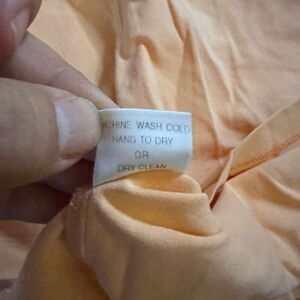 MACHINE WASH COLD
HANG TO DRY
OR
DRY CLEAN